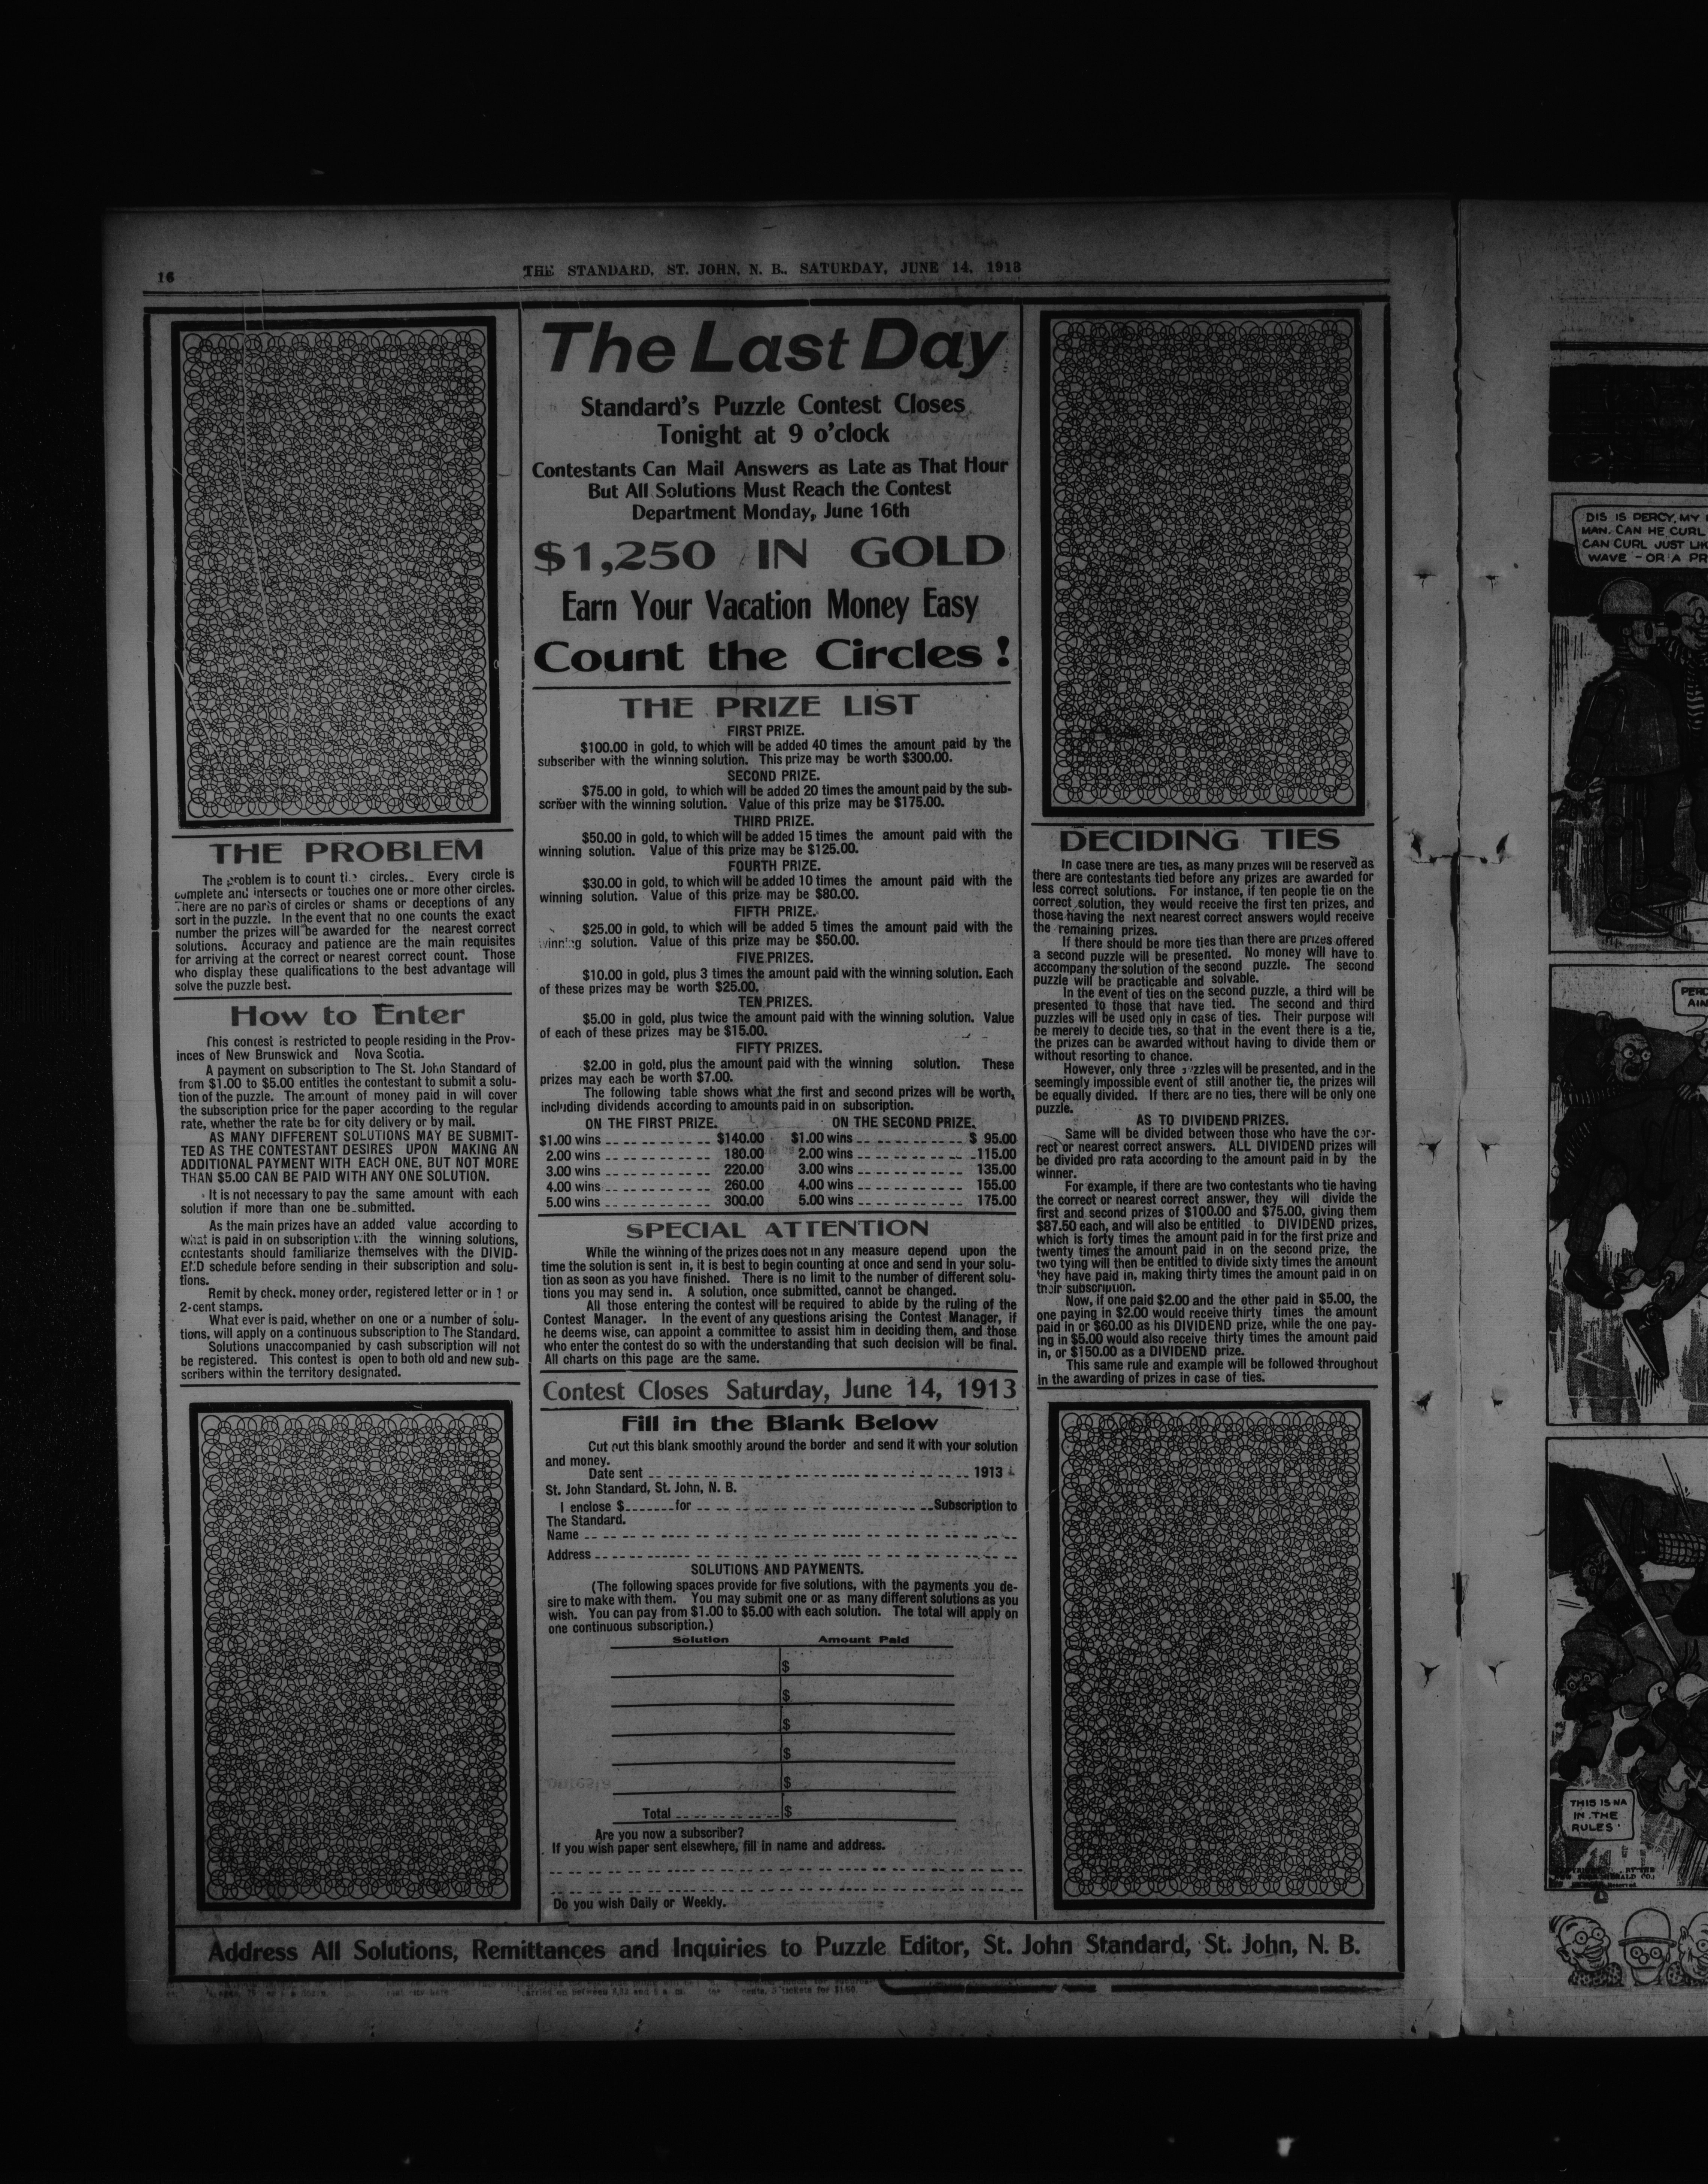 16
THE STANDARD, ST. JOHN, N. B., SATURDAY, JUNE 14, 1913
THE PROBLEM
The problem is to count circles. Every circle is
complete and intersects or touches one or more other circles.
There are no parts of circles or shams or deceptions of any
sort in the puzzle. In the event that no one counts the exact
number the prizes will be awarded for the nearest correct
solutions. Accuracy and patience are the main requisites
for arriving at the correct or nearest correct count. Those
who display these qualifications to the best advantage will
solve the puzzle best.
How to Enter
This contest is restricted to people residing in the Prov-
inces of New Brunswick and Nova Scotia.
A payment on subscription to The St. John Standard of
from $1.00 to $5.00 entitles the contestant to submit a solu-
tion of the puzzle. The amount of money paid in will cover
the subscription price for the paper according to the regular
rate, whether the rate be for city delivery or by mail.
AS MANY DIFFERENT SOLUTIONS MAY BE SUBMIT-
TED AS THE CONTESTANT DESIRES UPON MAKING AN
ADDITIONAL PAYMENT WITH EACH ONE, BUT NOT MORE
THAN $5.00 CAN BE PAID WITH ANY ONE SOLUTION.
It is not necessary to pay the same amount with each
solution if more than one be submitted.
As the main prizes have an added value according to
what is paid in on subscription with the winning solutions,
contestants should familiarize themselves with the DIVID-
END schedule before sending in their subscription and solu-
tions.
Remit by check, money order, registered letter or in 1 or
2-cent stamps.
What ever is paid, whether on one or a number of solu-
tions, will apply on a continuous subscription to The Standard.
Solutions unaccompanied by cash subscription will not
be registered. This contest is open to both old and new sub-
scribers within the territory designated.
The Last Day
Standard's Puzzle Contest Closes
Tonight at 9 o'clock
Contestants Can Mail Answers as Late as That Hour
But All Solutions Must Reach the Contest
Department Monday, June 16th
$1,250 IN GOLD
Earn Your Vacation Money Easy
Count the Circles!
THE PRIZE LIST
FIRST PRIZE.
$100.00 in gold, to which will be added 40 times the amount paid by the
subscriber with the winning solution. This prize may be worth $300.00.
SECOND PRIZE.
$75.00 in gold, to which will be added 20 times the amount paid by the sub-
scriber with the winning solution. Value of this prize may be $175.00.
THIRD PRIZE.
$50.00 in gold, to which will be added 15 times the amount paid with the
winning solution. Value of this prize may be $125.00.
FOURTH PRIZE.
$30.00 in gold, to which will be added 10 times the amount paid with the
winning solution. Value of this prize may be $80.00.
FIFTH PRIZE.
$25.00 in gold, to which will be added 5 times the amount paid with the
winning solution. Value of this prize may be $50.00.
FIVE PRIZES.
$10.00 in gold, plus 3 times the amount paid with the winning solution. Each
of these prizes may be worth $25.00.
TEN PRIZES.
$5.00 in gold, plus twice the amount paid with the winning solution. Value
of each of these prizes may be $15.00.
FIFTY PRIZES.
$2.00 in gold, plus the amount paid with the winning solution. These
prizes may each be worth $7.00.
The following table shows what the first and second prizes will be worth,
including dividends according to amounts paid in on subscription.
ON THE FIRST PRIZE. ON THE SECOND PRIZE.
$1.00 wins $140.00 $1.00 wins $ 95.00
2.00 wins 180.00 2.00 wins 115.00
3.00 wins 220.00 3.00 wins 135.00
4.00 wins 260.00 4.00 wins 155.00
5.00 wins 300.00 5.00 wins 175.00
SPECIAL ATTENTION
While the winning of the prizes does not in any measure depend upon the
time the solution is sent in, it is best to begin counting at once and send in your solu-
tion as soon as you have finished. There is no limit to the number of different solu-
tions you may send in. A solution, once submitted, cannot be changed.
All those entering the contest will be required to abide by the ruling of the
Contest Manager. In the event of any questions arising the Contest Manager, if
he deems wise, can appoint a committee to assist him in deciding them, and those
who enter the contest do so with the understanding that such decision will be final.
All charts on this page are the same.
Contest Closes Saturday, June 14, 1913
Fill in the Blank Below
Cut out this blank smoothly around the border and send it with your solution
and money.
Date sent 1913
St. John Standard, St. John, N. B.
I enclose $ for Subscription to
The Standard.
Name
Address
SOLUTIONS AND PAYMENTS.
(The following spaces provide for five solutions, with the payments you de-
sire to make with them. You may submit one or as many different solutions as you
wish. You can pay from $1.00 to $5.00 with each solution. The total will apply on
one continuous subscription.)
Solution Amount Paid
$
$
$
$
$
Total $
Are you now a subscriber?
If you wish paper sent elsewhere, fill in name and address.
Do you wish Daily or Weekly.
DECIDING TIES
In case there are ties, as many prizes will be reserved as
there are contestants tied before any prizes are awarded for
less correct solutions. For instance, if ten people tie on the
correct solution, they would receive the first ten prizes, and
those having the next nearest correct answers would receive
the remaining prizes.
If there should be more ties than there are prizes offered
a second puzzle will be presented. No money will have to
accompany the solution of the second puzzle. The second
puzzle will be practicable and solvable.
In the event of ties on the second puzzle, a third will be
presented to those that have tied. The second and third
puzzles will be used only in case of ties. Their purpose will
be merely to decide ties, so that in the event there is a tie,
the prizes can be awarded without having to divide them or
without resorting to chance.
However, only three puzzles will be presented, and in the
seemingly impossible event of still another tie, the prizes will
be equally divided. If there are no ties, there will be only one
puzzle.
AS TO DIVIDEND PRIZES.
Same will be divided between those who have the cor-
rect or nearest correct answers. ALL DIVIDEND prizes will
be divided pro rata according to the amount paid in by the
winner.
For example, if there are two contestants who tie having
the correct or nearest correct answer, they will divide the
first and second prizes of $100.00 and $75.00, giving them
$87.50 each, and will also be entitled to DIVIDEND prizes,
which is forty times the amount paid in for the first prize and
twenty times the amount paid in on the second prize, the
two tying will then be entitled to divide sixty times the amount
they have paid in, making thirty times the amount paid in on
their subscription.
Now, if one paid $2.00 and the other paid in $5.00, the
one paying in $2.00 would receive thirty times the amount
paid in or $60.00 as his DIVIDEND prize, while the one pay-
ing in $5.00 would also receive thirty times the amount paid
in, or $150.00 as a DIVIDEND prize.
This same rule and example will be followed throughout
in the awarding of prizes in case of ties.
Address All Solutions, Remittances and Inquiries to Puzzle Editor, St. John Standard, St. John, N. B.
DIS IS PERCY, MY
MAN. CAN HE CURL
CAN CURL JUST
WAVE - OR A
THIS IS NA
IN THE
RULES